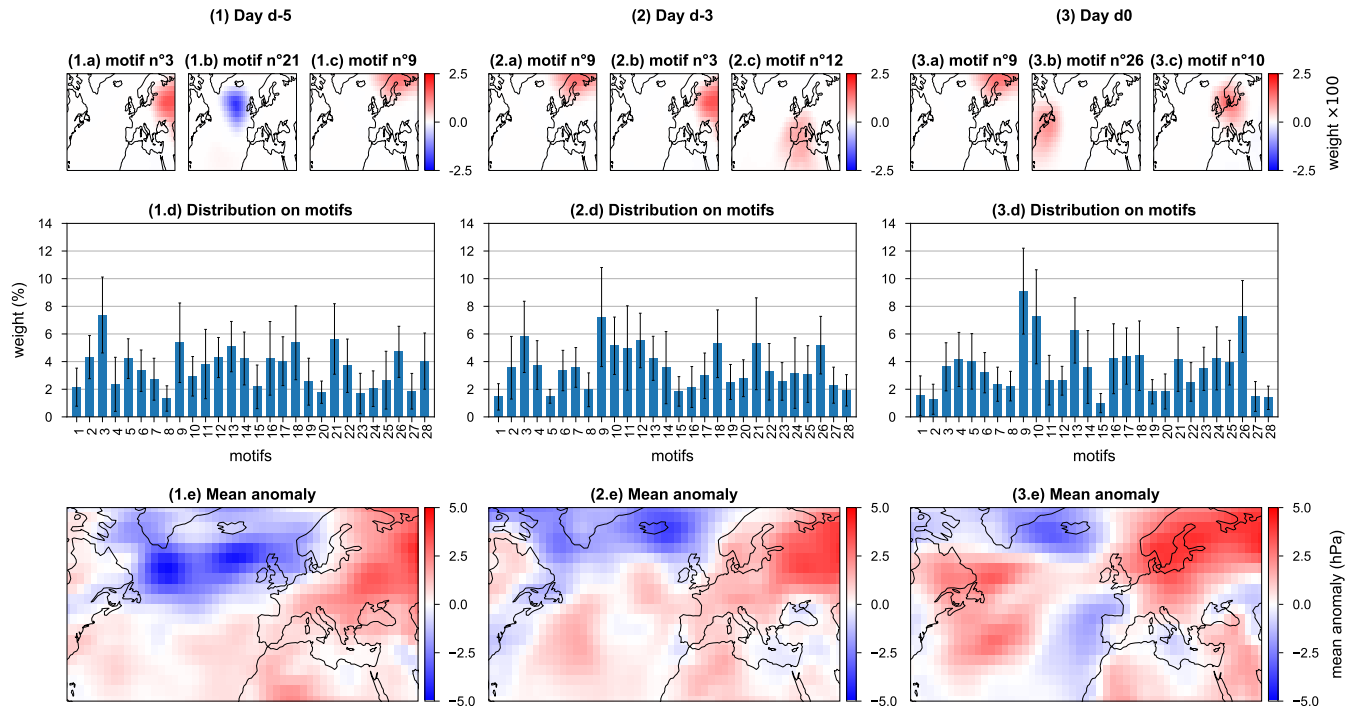 (1) Day d-5 (2) Day d-3 (3) Day d0
(1.a) motif n°3 (1.b) motif n°21 (1.c) motif n°9 (2.a) motif n°9 (2.b) motif n°3 (2.c) motif n°12 (3.a) motif n°9 (3.b) motif n°26 (3.c) motif n°10
2.5 2.5 2.5
0.0 0.0 0.0
−2.5 −2.5 −2.5
weight ×100
(1.d) Distribution on motifs (2.d) Distribution on motifs (3.d) Distribution on motifs
14 14 14
12 12 12
10 10 10
8 8 8
6 6 6
4 4 4
2 2 2
0 0 0
weight (%)
1 2 3 4 5 6 7 8 9 10 11 12 13 14 15 16 17 18 19 20 21 22 23 24 25 26 27 28
1 2 3 4 5 6 7 8 9 10 11 12 13 14 15 16 17 18 19 20 21 22 23 24 25 26 27 28
1 2 3 4 5 6 7 8 9 10 11 12 13 14 15 16 17 18 19 20 21 22 23 24 25 26 27 28
motifs motifs motifs
(1.e) Mean anomaly (2.e) Mean anomaly (3.e) Mean anomaly
5.0 5.0 5.0
2.5 2.5 2.5
0.0 0.0 0.0
−2.5 −2.5 −2.5
−5.0 −5.0 −5.0
mean anomaly (hPa)